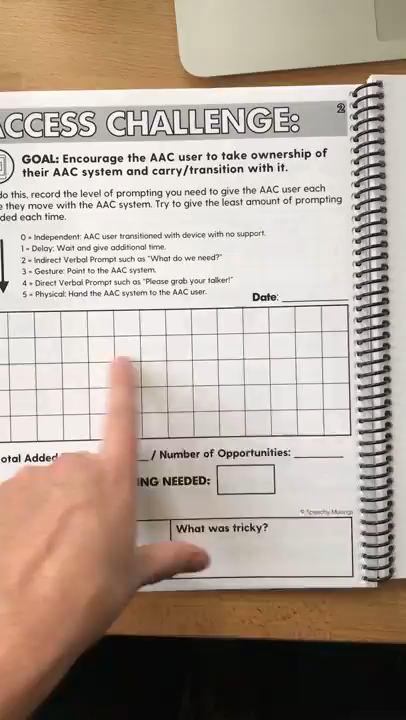 ACCESS CHALLENGE:
2
GOAL: Encourage the AAC user to take ownership of
their AAC system and carry/transition with it.
do this, record the level of prompting you need to give the AAC user each
they move with the AAC system. Try to give the least amount of prompting
ded each time.
0 = Independent: AAC user transitioned with device with no support.
1 = Delay: Wait and give additional time.
2 = Indirect Verbal Prompt such as "What do we need?"
3 = Gesture: Point to the AAC system.
4 = Direct Verbal Prompt such as "Please grab your talker!"
5 = Physical: Hand the AAC system to the AAC user.
Date:
otal Added / Number of Opportunities:
ING NEEDED:
© Speechy Musings
What was tricky?